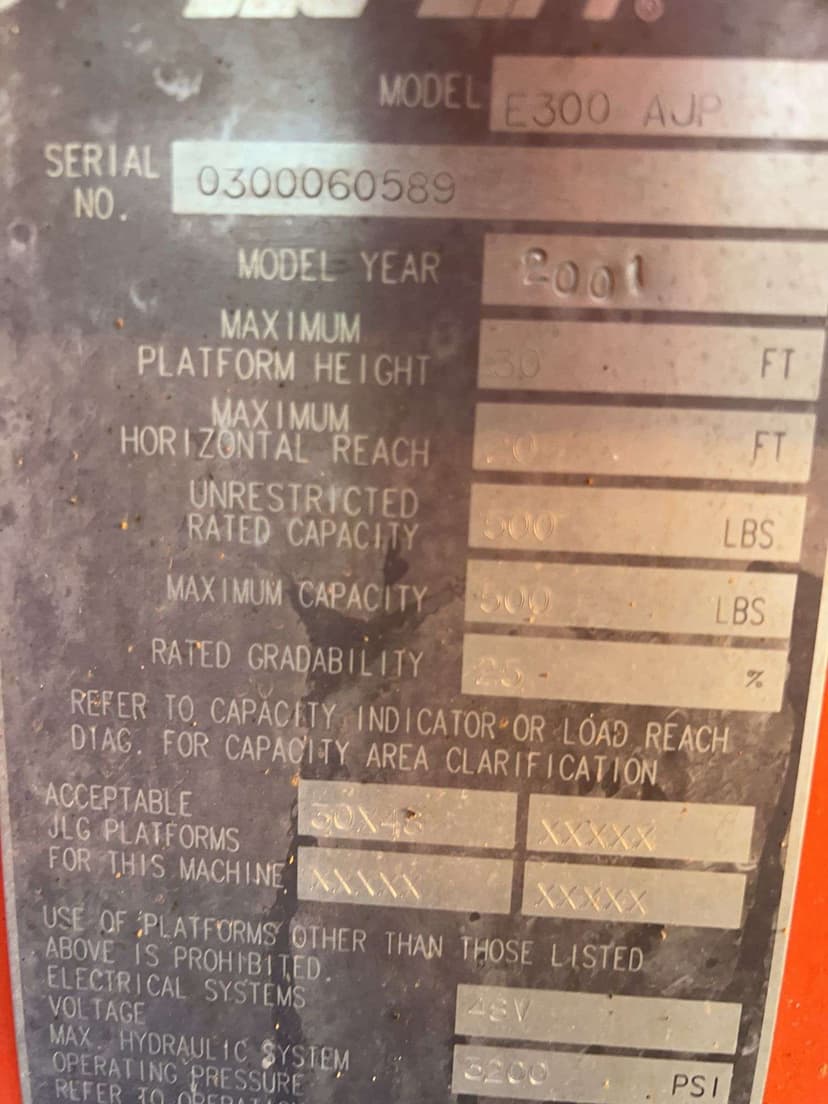 ®
MODEL E300 AJP
SERIAL NO. 0300060589
MODEL YEAR 2001
MAXIMUM
PLATFORM HEIGHT 30 FT
MAXIMUM
HORIZONTAL REACH 20 FT
UNRESTRICTED
RATED CAPACITY 500 LBS
MAXIMUM CAPACITY 500 LBS
RATED GRADABILITY 25 %
REFER TO CAPACITY INDICATOR OR LOAD REACH
DIAG. FOR CAPACITY AREA CLARIFICATION
ACCEPTABLE
JLG PLATFORMS 30X48 XXXXX
FOR THIS MACHINE XXXXX XXXXX
USE OF PLATFORMS OTHER THAN THOSE LISTED
ABOVE IS PROHIBITED.
ELECTRICAL SYSTEMS
VOLTAGE 48V
MAX. HYDRAULIC SYSTEM
OPERATING PRESSURE 3200 PSI
REFER TO